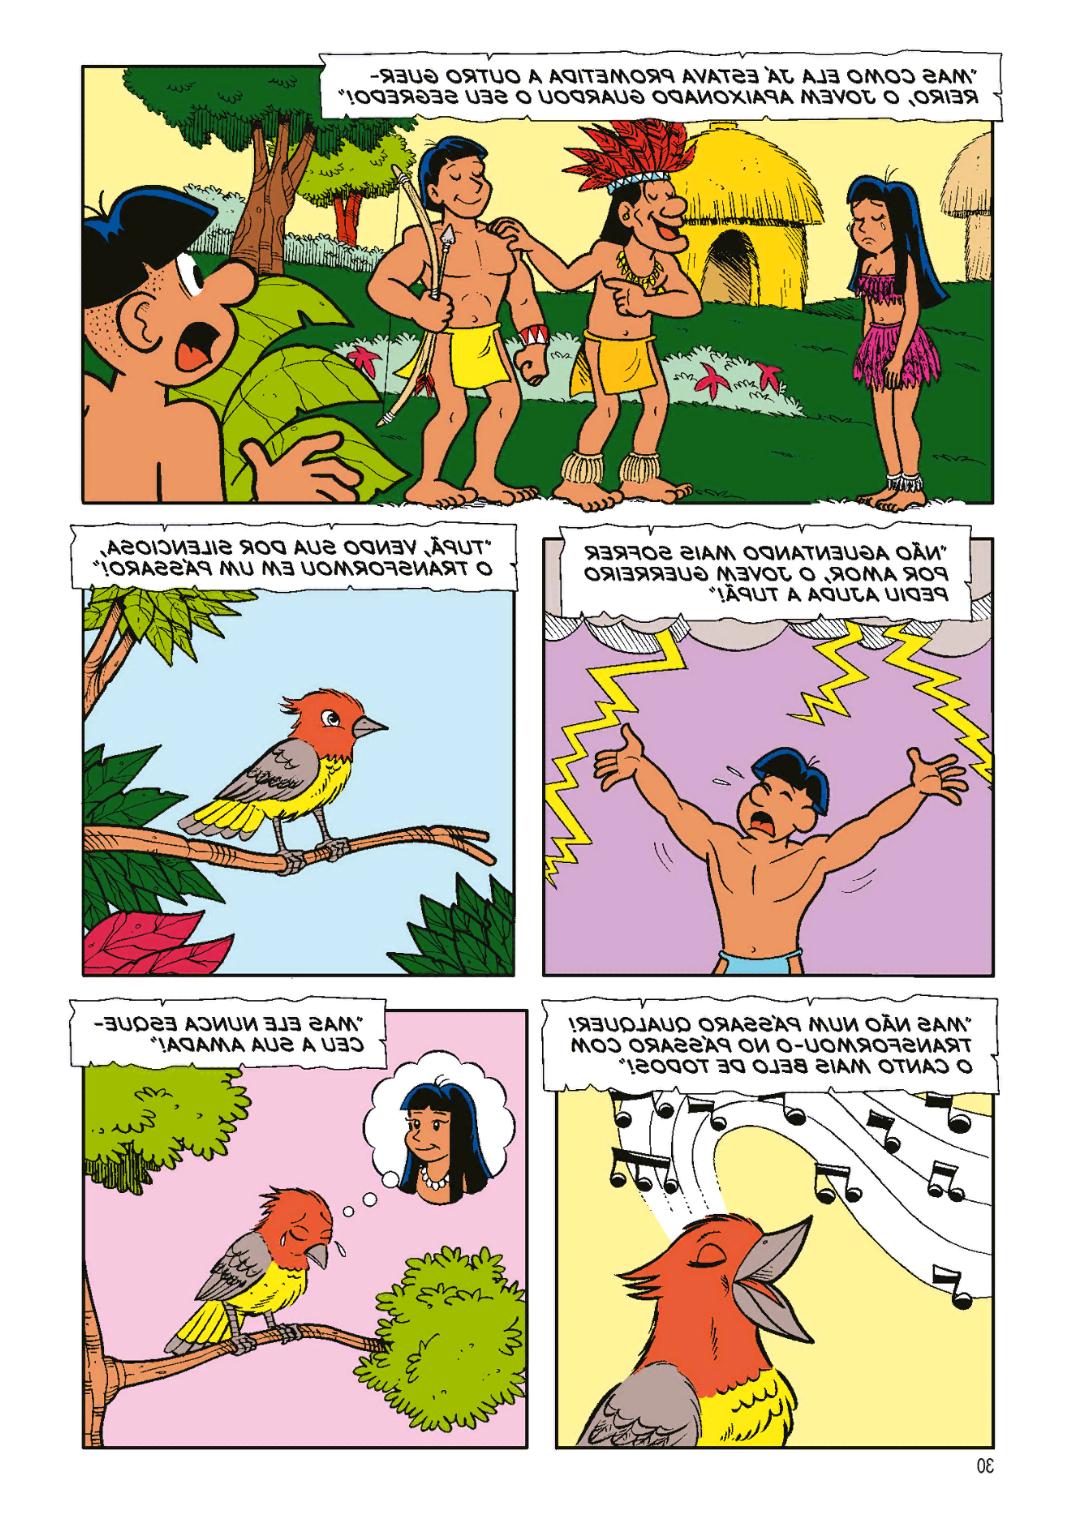 "MAS COMO ELA JÁ ESTAVA PROMETIDA A OUTRO GUER-
REIRO, O JOVEM APAIXONADO GUARDOU O SEU SEGREDO!"
"NÃO AGUENTANDO MAIS SOFRER
POR AMOR, O JOVEM GUERREIRO
PEDIU AJUDA A TUPÃ!"
"TUPÃ, VENDO SUA DOR SILENCIOSA,
O TRANSFORMOU EM UM PÁSSARO!"
"MAS NÃO NUM PÁSSARO QUALQUER!
TRANSFORMOU-O NO PÁSSARO COM
O CANTO MAIS BELO DE TODOS!"
"MAS ELE NUNCA ESQUE-
CEU A SUA AMADA!"
30